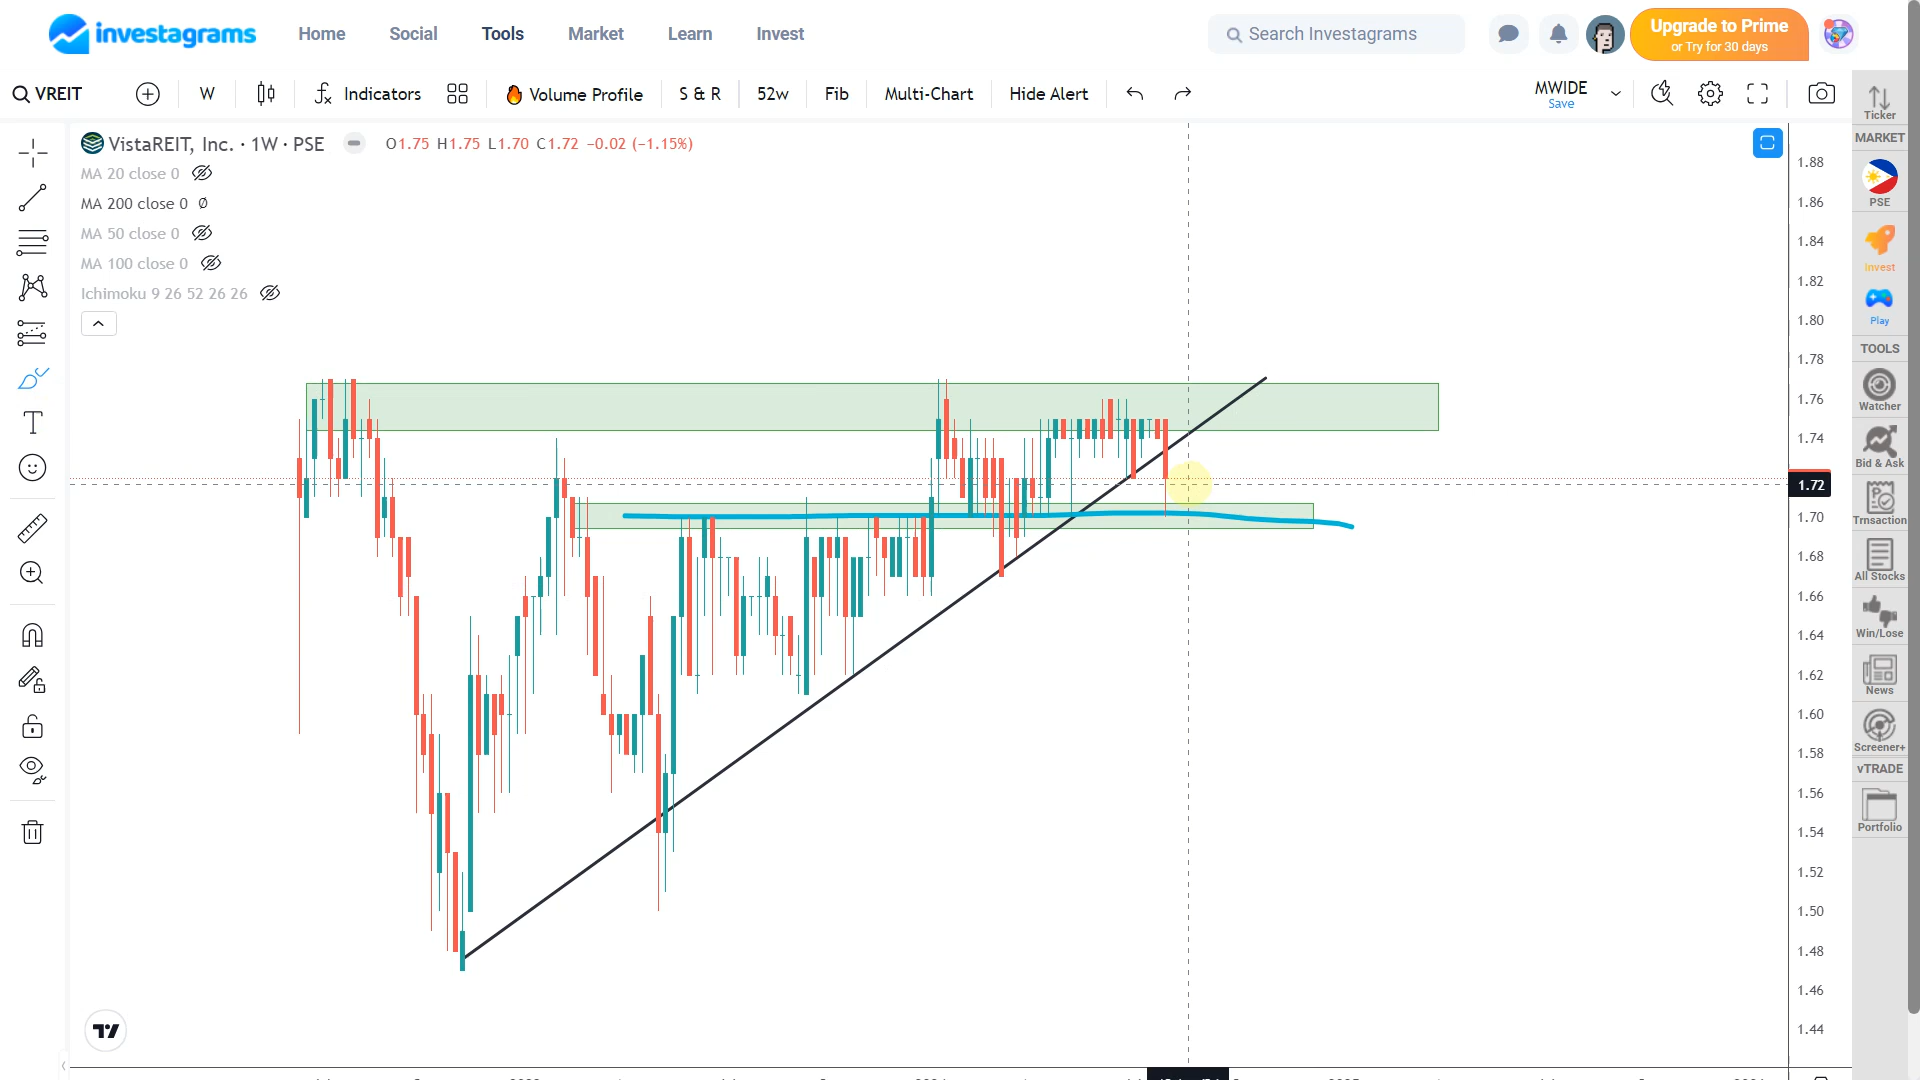 investagrams
Home Social Tools Market Learn Invest
Search Investagrams
Upgrade to Prime
or Try for 30 days
VREIT W Indicators Volume Profile S & R 52w Fib Multi-Chart Hide Alert
MWIDE
Save
VistaREIT, Inc. · 1W · PSE O1.75 H1.75 L1.70 C1.72 −0.02 (−1.15%)
MA 20 close 0
MA 200 close 0 Ø
MA 50 close 0
MA 100 close 0
Ichimoku 9 26 52 26 26
1.88
1.86
1.84
1.82
1.80
1.78
1.76
1.74
1.72
1.70
1.68
1.66
1.64
1.62
1.60
1.58
1.56
1.54
1.52
1.50
1.48
1.46
1.44
Ticker
MARKET
PSE
Invest
Play
TOOLS
Watcher
Bid & Ask
Trnsaction
All Stocks
Win/Lose
News
Screener+
vTRADE
Portfolio